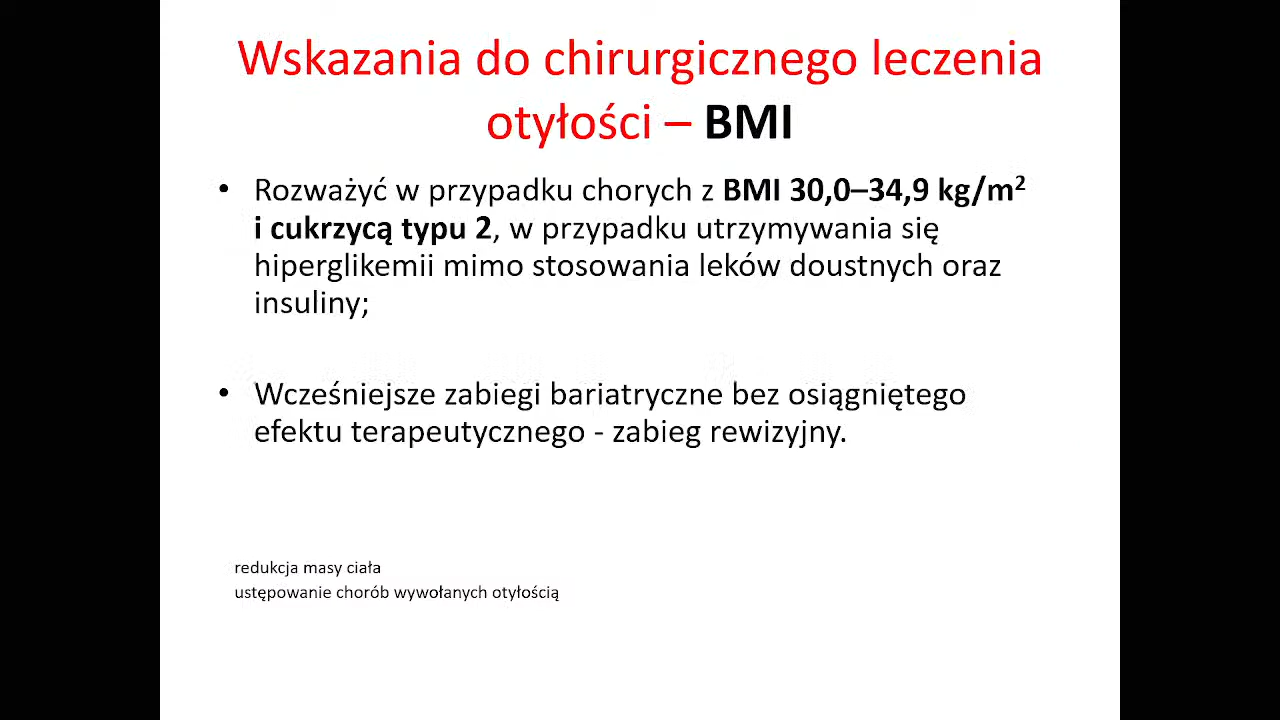 Wskazania do chirurgicznego leczenia
otyłości – BMI
• Rozważyć w przypadku chorych z BMI 30,0–34,9 kg/m²
i cukrzycą typu 2, w przypadku utrzymywania się
hiperglikemii mimo stosowania leków doustnych oraz
insuliny;
• Wcześniejsze zabiegi bariatryczne bez osiągniętego
efektu terapeutycznego - zabieg rewizyjny.
redukcja masy ciała
ustępowanie chorób wywołanych otyłością